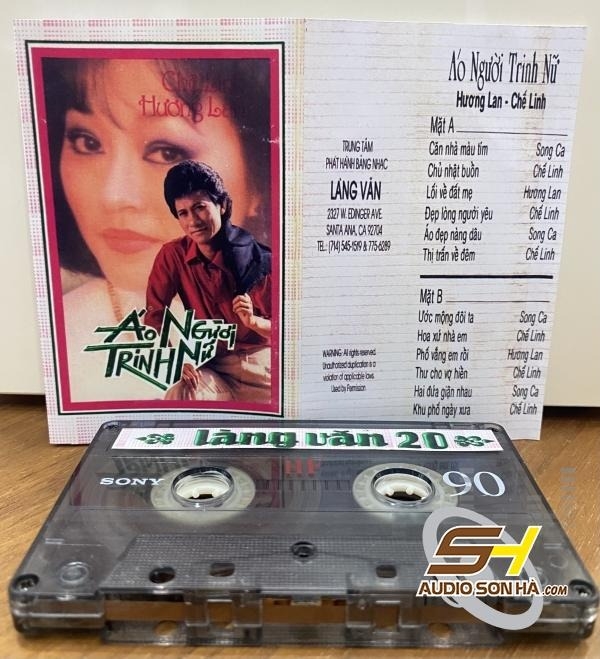 Chế Linh
Hương Lan
ÁO NGƯỜI
TRINH NỮ
TRUNG TÂM
PHÁT HÀNH BĂNG NHẠC
LÀNG VĂN
2327 W. EDINGER AVE.
SANTA ANA, CA 92704
TEL: (714) 545-1519 & 775-6289
WARNING: All rights reserved.
Unauthorized duplication is a
violation of applicable laws.
Used by Permission
Áo Người Trinh Nữ
Hương Lan - Chế Linh
Mặt A
Căn nhà màu tím Song Ca
Chủ nhật buồn Chế Linh
Lối về đất mẹ Hương Lan
Đẹp lòng người yêu Chế Linh
Áo đẹp nàng dâu Song Ca
Thị trấn về đêm Chế Linh
Mặt B
Ước mộng đôi ta Song Ca
Hoa xứ nhà em Chế Linh
Phố vắng em rồi Hương Lan
Thư cho vợ hiền Chế Linh
Hai đứa giận nhau Song Ca
Khu phố ngày xưa Chế Linh
làng văn 20
SONY
HF
90
SH
AUDIOSONHÀ.COM